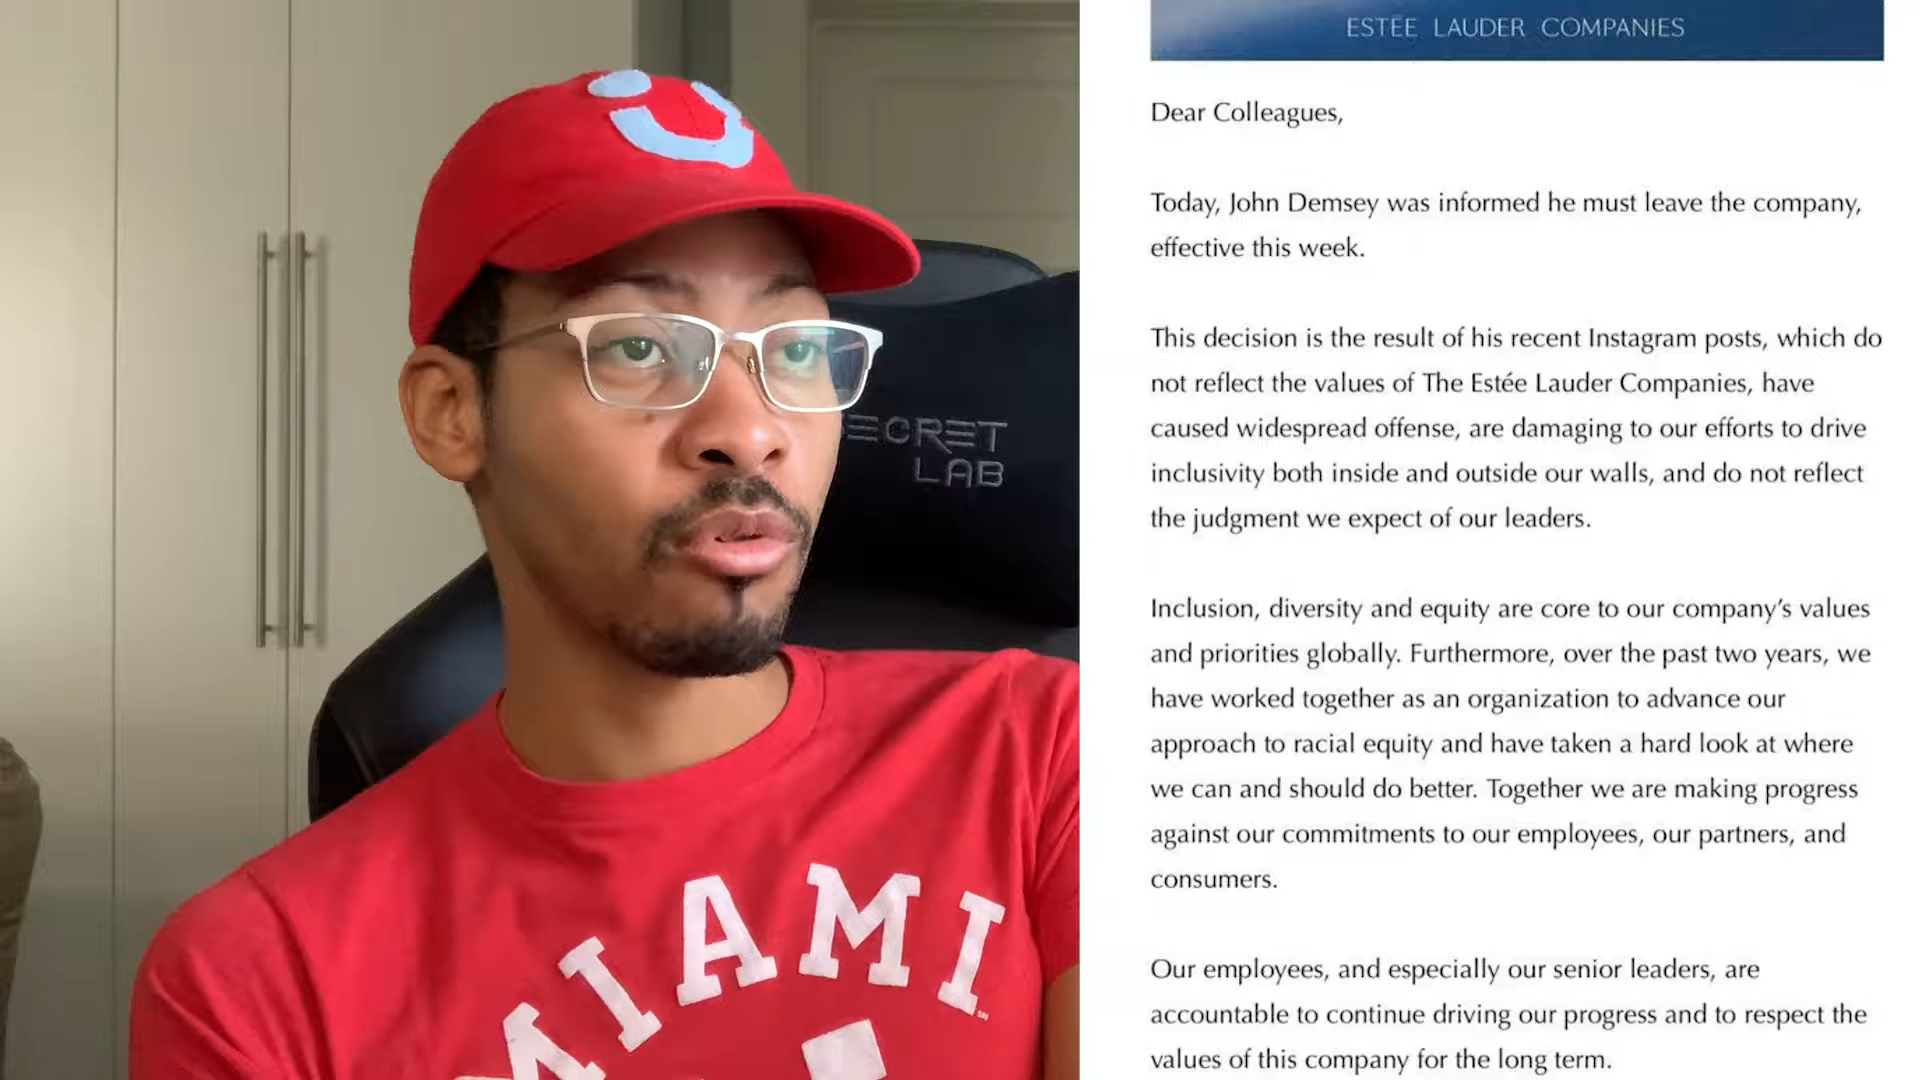 ESTĒE LAUDER COMPANIES
Dear Colleagues,
Today, John Demsey was informed he must leave the company,
effective this week.
This decision is the result of his recent Instagram posts, which do
not reflect the values of The Estée Lauder Companies, have
caused widespread offense, are damaging to our efforts to drive
inclusivity both inside and outside our walls, and do not reflect
the judgment we expect of our leaders.
Inclusion, diversity and equity are core to our company’s values
and priorities globally. Furthermore, over the past two years, we
have worked together as an organization to advance our
approach to racial equity and have taken a hard look at where
we can and should do better. Together we are making progress
against our commitments to our employees, our partners, and
consumers.
Our employees, and especially our senior leaders, are
accountable to continue driving our progress and to respect the
values of this company for the long term.
SECRET
LAB
MIAMI